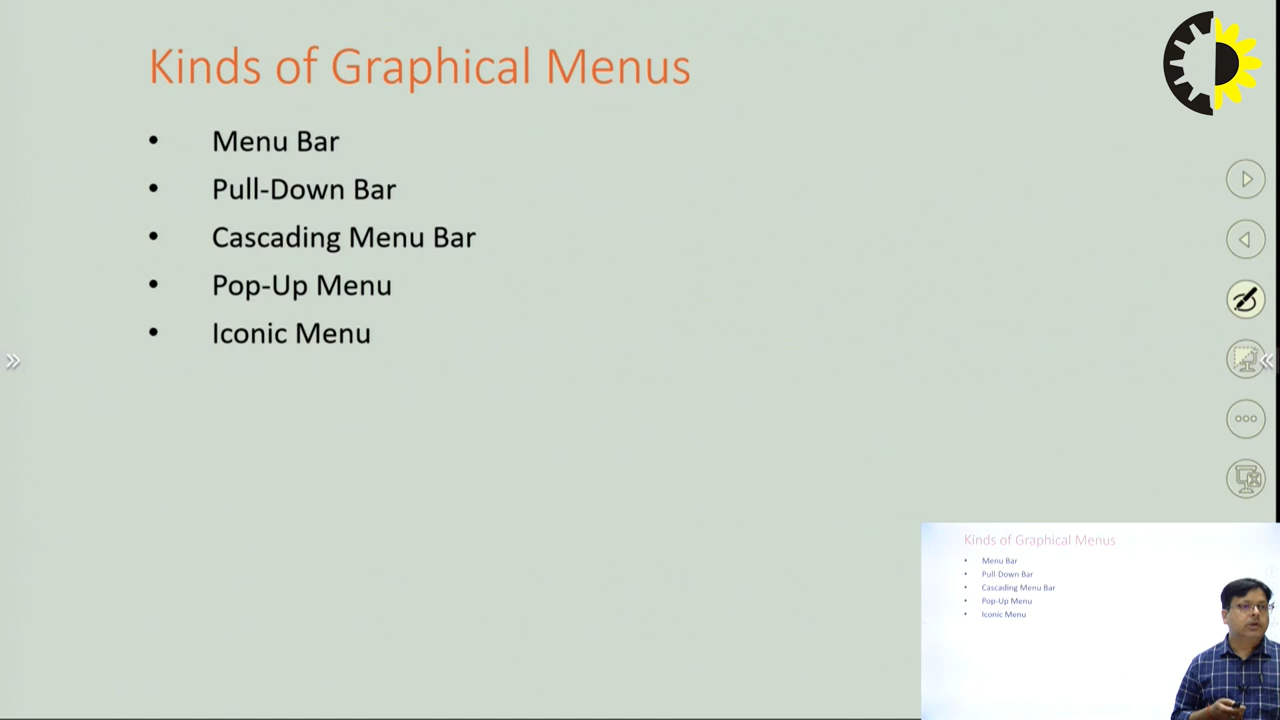 Kinds of Graphical Menus
• Menu Bar
• Pull-Down Bar
• Cascading Menu Bar
• Pop-Up Menu
• Iconic Menu
Kinds of Graphical Menus
• Menu Bar
• Pull-Down Bar
• Cascading Menu Bar
• Pop-Up Menu
• Iconic Menu